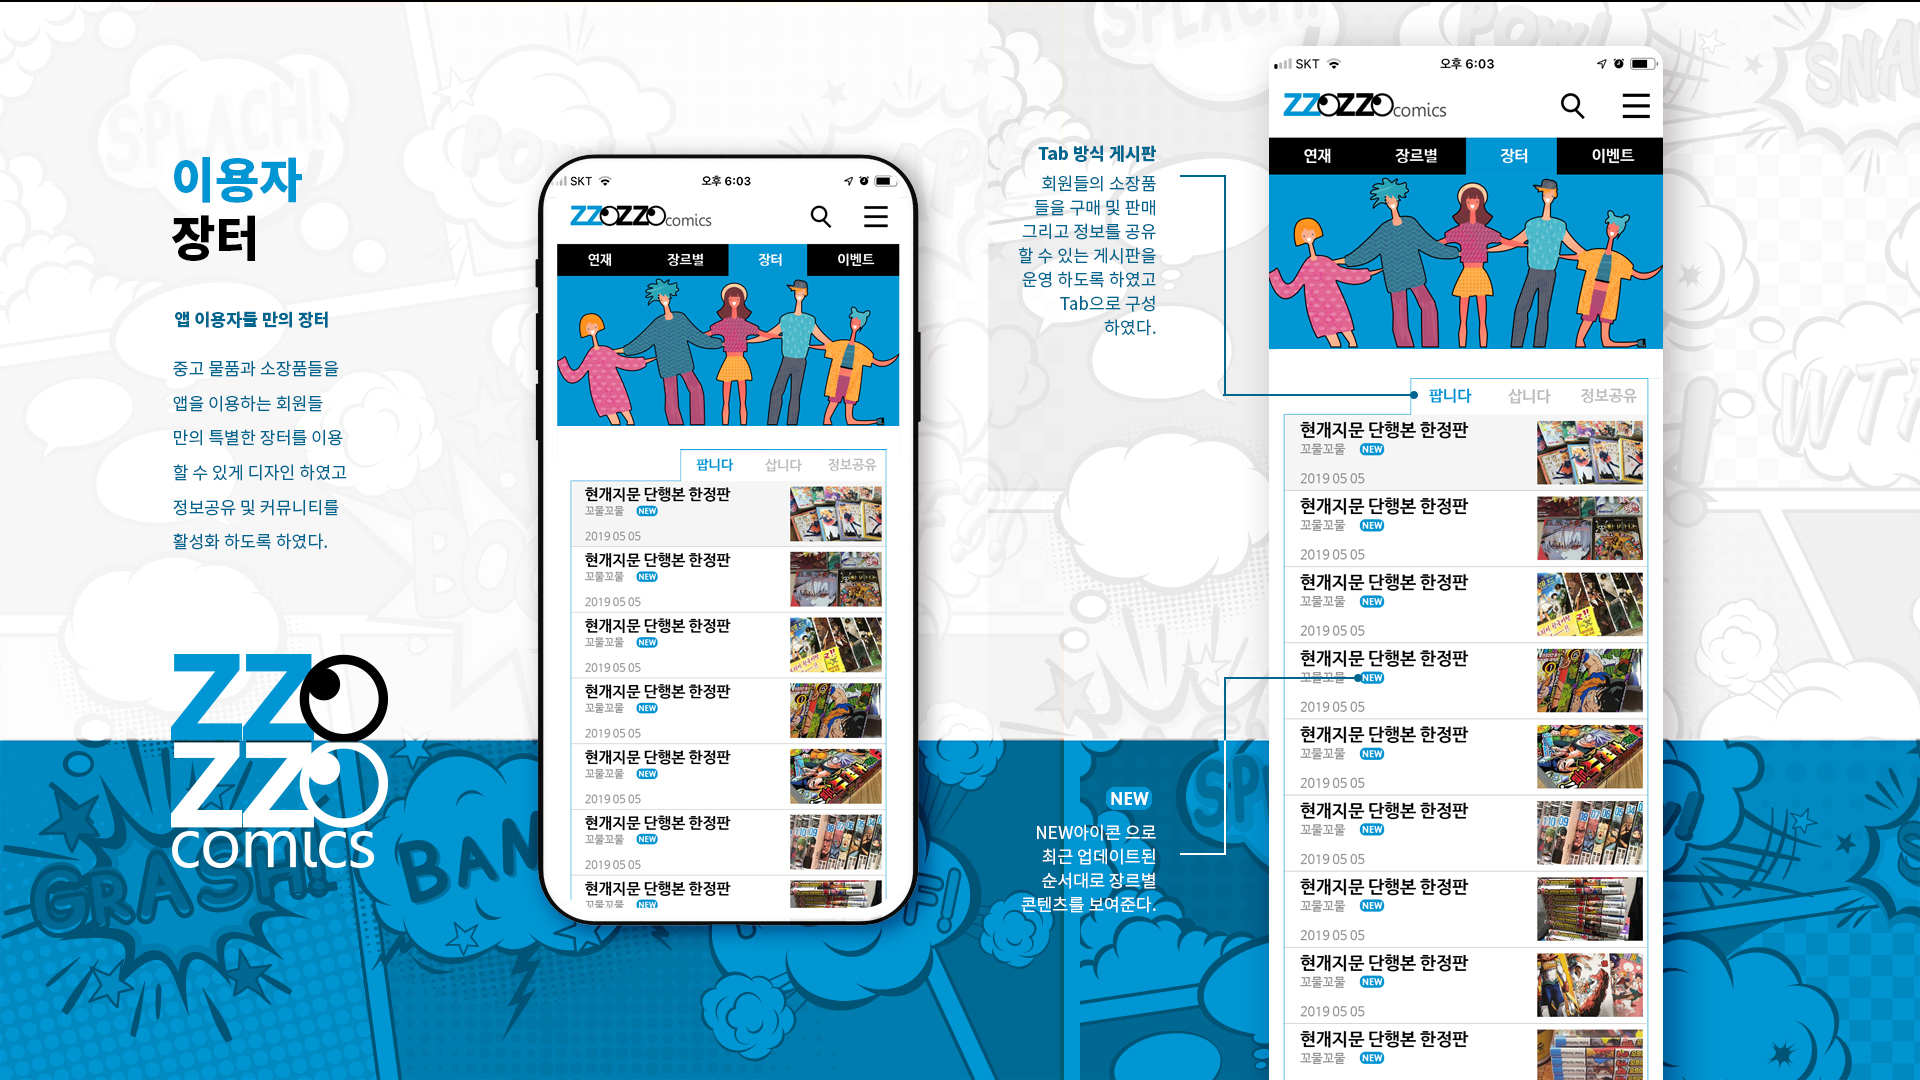 이용자
장터
앱 이용자들 만의 장터
중고 물품과 소장품들을
앱을 이용하는 회원들
만의 특별한 장터를 이용
할 수 있게 디자인 하였고
정보공유 및 커뮤니티를
활성화 하도록 하였다.
ZZO
ZZO
comics
SKT
오후 6:03
ZZOZZOcomics
연재 장르별 장터 이벤트
팝니다 삽니다 정보공유
현개지문 단행본 한정판
꼬물꼬물 NEW
2019 05 05
현개지문 단행본 한정판
꼬물꼬물 NEW
2019 05 05
현개지문 단행본 한정판
꼬물꼬물 NEW
2019 05 05
현개지문 단행본 한정판
꼬물꼬물 NEW
2019 05 05
현개지문 단행본 한정판
꼬물꼬물 NEW
2019 05 05
현개지문 단행본 한정판
꼬물꼬물 NEW
2019 05 05
현개지문 단행본 한정판
꼬물꼬물 NEW
Tab 방식 게시판
회원들의 소장품
들을 구매 및 판매
그리고 정보를 공유
할 수 있는 게시판을
운영 하도록 하였고
Tab으로 구성
하였다.
NEW
NEW아이콘 으로
최근 업데이트된
순서대로 장르별
콘텐츠를 보여준다.
SKT
오후 6:03
ZZOZZOcomics
연재 장르별 장터 이벤트
팝니다 삽니다 정보공유
현개지문 단행본 한정판
꼬물꼬물 NEW
2019 05 05
현개지문 단행본 한정판
꼬물꼬물 NEW
2019 05 05
현개지문 단행본 한정판
꼬물꼬물 NEW
2019 05 05
현개지문 단행본 한정판
꼬물꼬물 NEW
2019 05 05
현개지문 단행본 한정판
꼬물꼬물 NEW
2019 05 05
현개지문 단행본 한정판
꼬물꼬물 NEW
2019 05 05
현개지문 단행본 한정판
꼬물꼬물 NEW
2019 05 05
현개지문 단행본 한정판
꼬물꼬물 NEW
2019 05 05
현개지문 단행본 한정판
꼬물꼬물 NEW
SPLACH!
POW!
SPLACH!
POW!
GRASH!